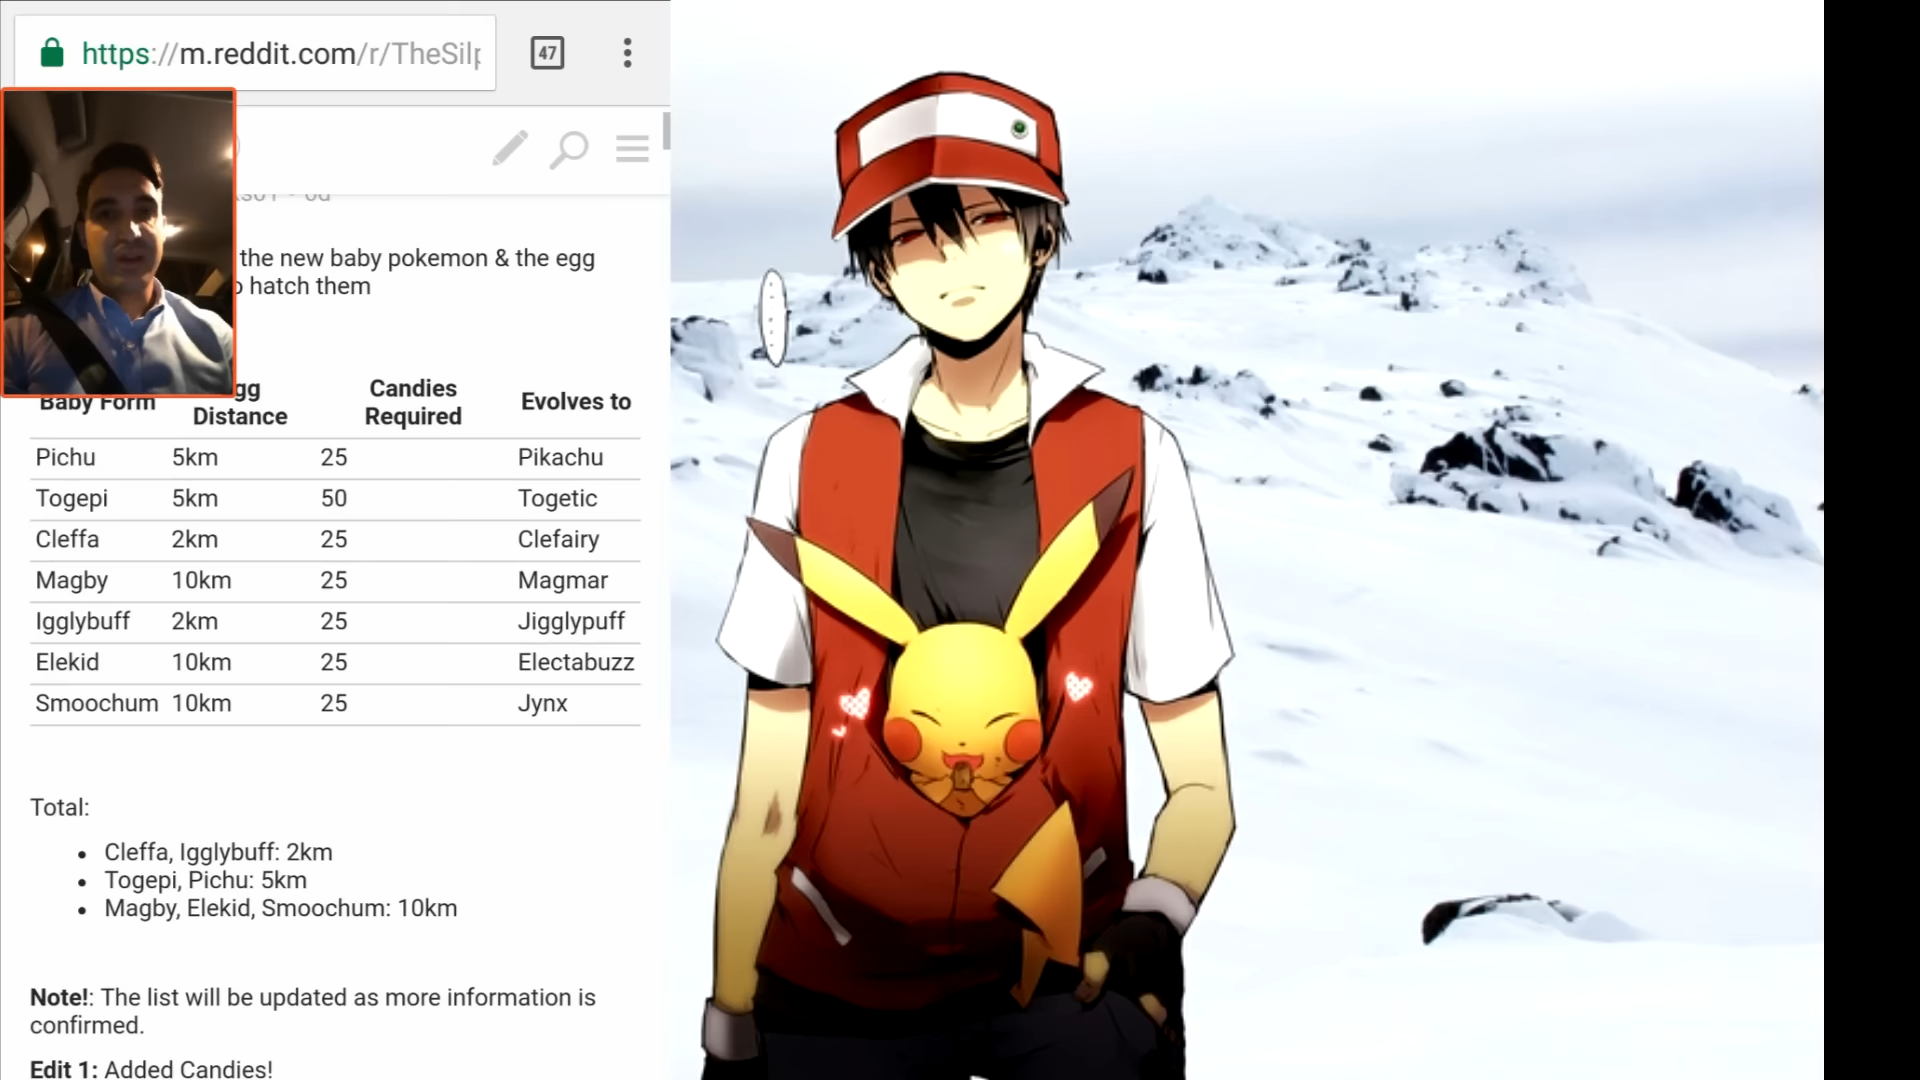 https://m.reddit.com/r/TheSilp
47
the new baby pokemon & the egg
hatch them
Baby Form Distance Candies Required Evolves to
Pichu 5km 25 Pikachu
Togepi 5km 50 Togetic
Cleffa 2km 25 Clefairy
Magby 10km 25 Magmar
Igglybuff 2km 25 Jigglypuff
Elekid 10km 25 Electabuzz
Smoochum 10km 25 Jynx
Total:
Cleffa, Igglybuff: 2km
Togepi, Pichu: 5km
Magby, Elekid, Smoochum: 10km
Note!: The list will be updated as more information is
confirmed.
Edit 1: Added Candies!